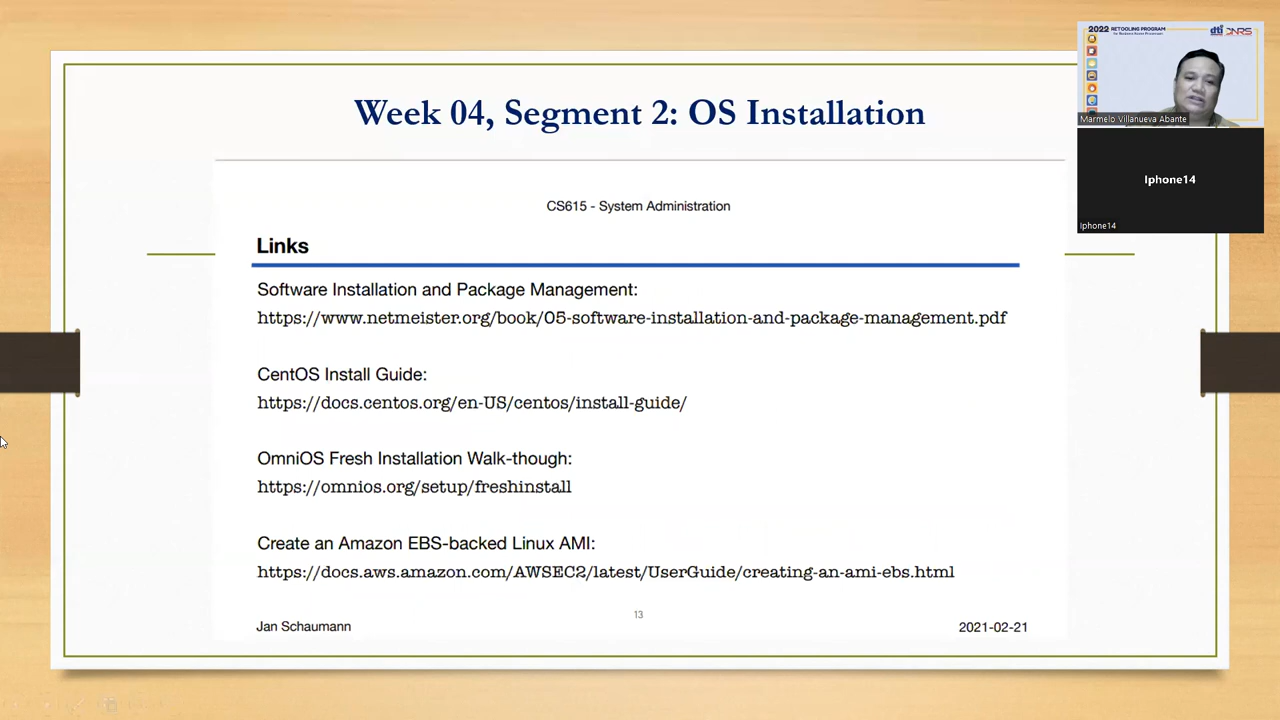 Week 04, Segment 2: OS Installation
CS615 - System Administration
Links
Software Installation and Package Management:
https://www.netmeister.org/book/05-software-installation-and-package-management.pdf
CentOS Install Guide:
https://docs.centos.org/en-US/centos/install-guide/
OmniOS Fresh Installation Walk-though:
https://omnios.org/setup/freshinstall
Create an Amazon EBS-backed Linux AMI:
https://docs.aws.amazon.com/AWSEC2/latest/UserGuide/creating-an-ami-ebs.html
13
Jan Schaumann
2021-02-21
2022 RETOOLING PROGRAM
dti
Marmelo Villanueva Abante
Iphone14
Iphone14